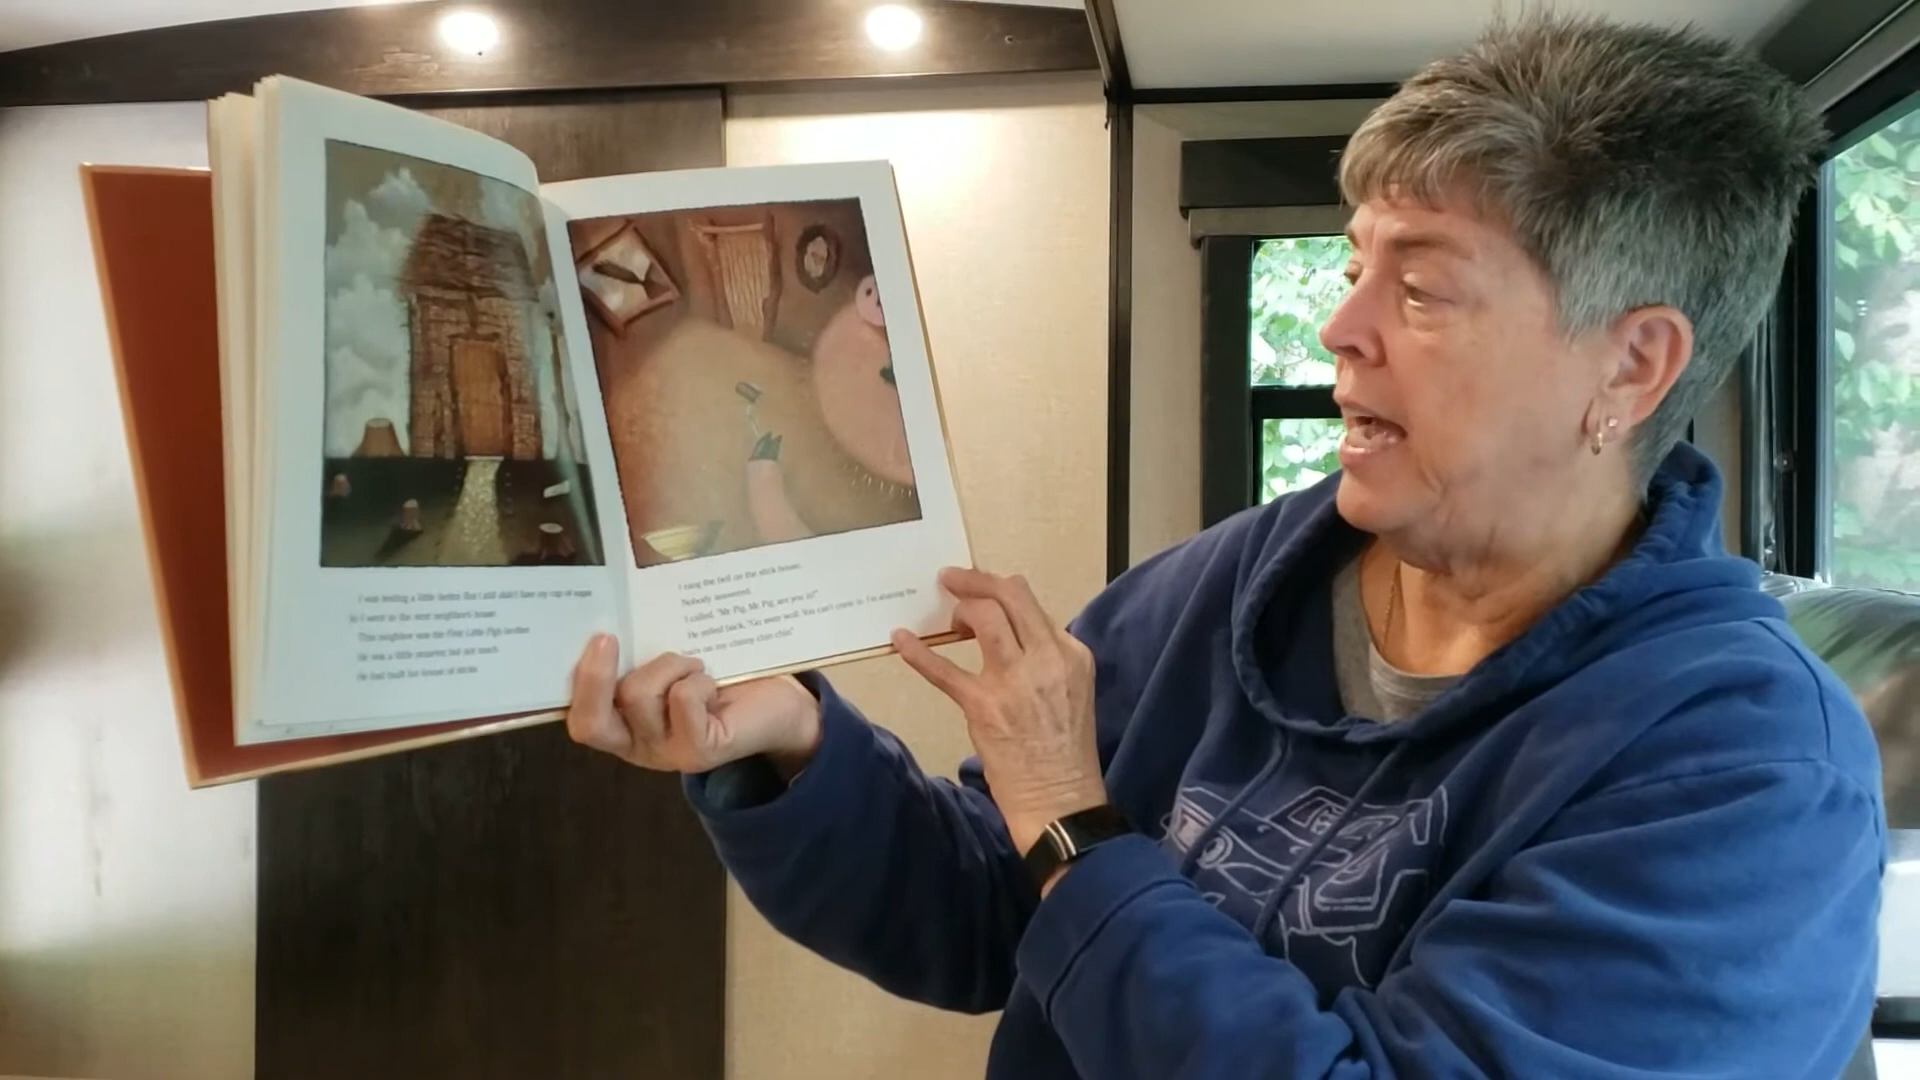 I was feeling a little better. But I still didn't have my cup of sugar.
So I went to the next neighbor's house.
This neighbor was the First Little Pig's brother.
He was a little smarter, but not much.
He had built his house of sticks.
I rang the bell on the stick house.
Nobody answered.
I called, "Mr. Pig, Mr. Pig, are you in?"
He yelled back, "Go away wolf. You can't come in. I'm shaving the
hairs on my chinny chin chin."